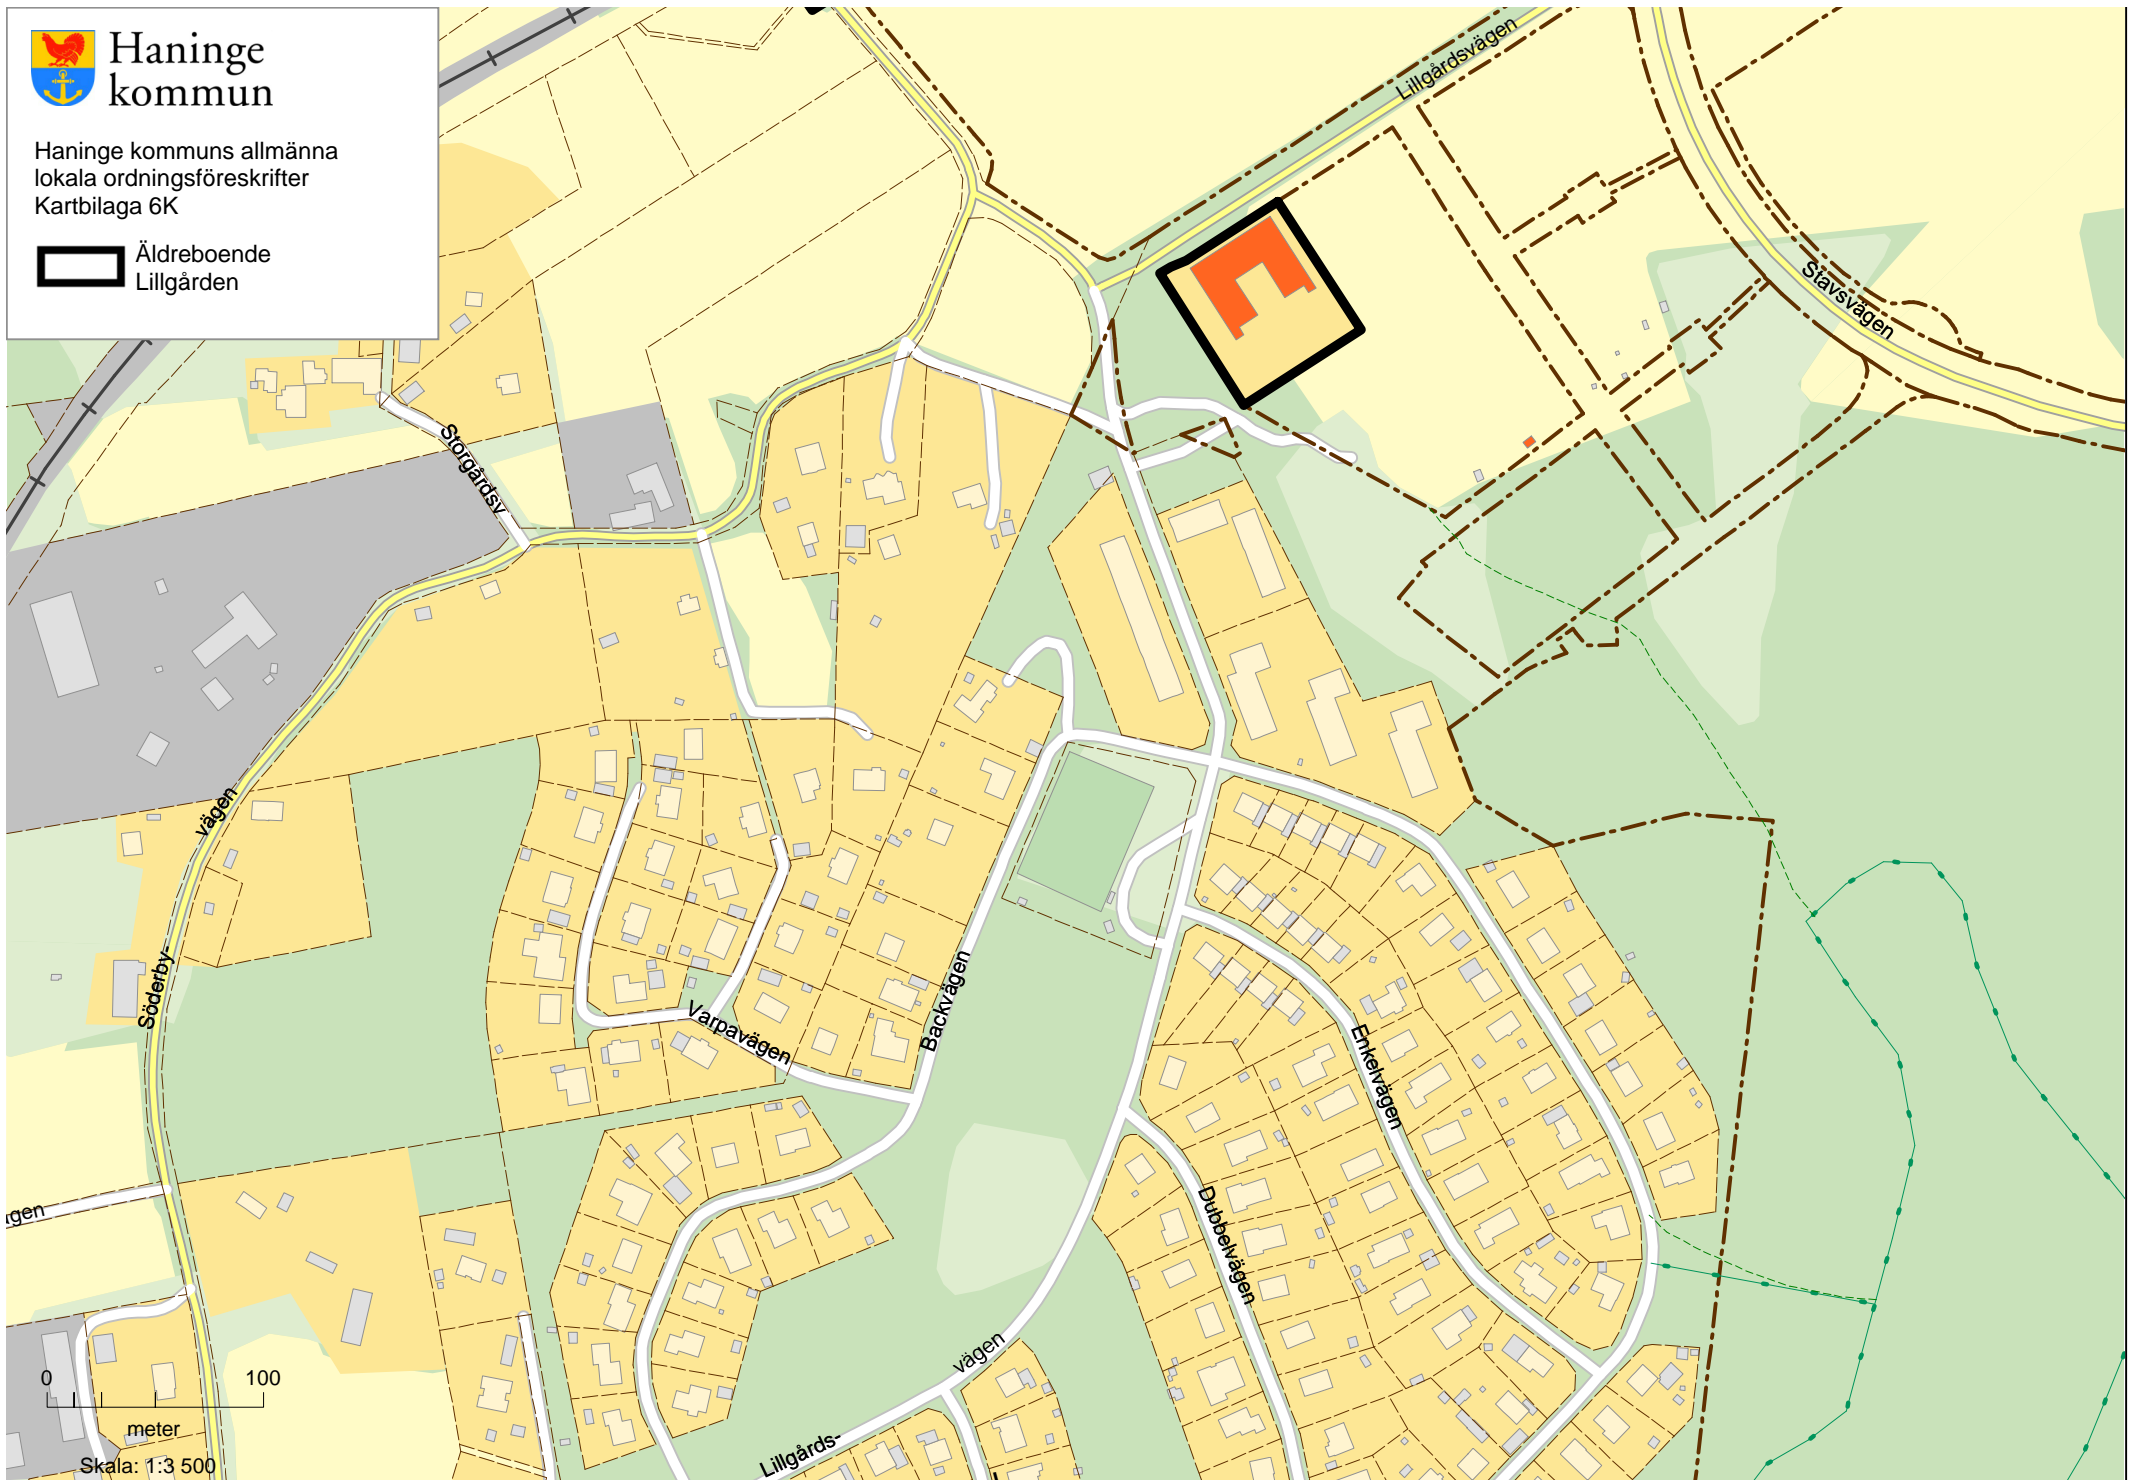 Haninge
kommun
Haninge kommuns allmänna
lokala ordningsföreskrifter
Kartbilaga 6K
Äldreboende
Lillgården
Lillgårdsvägen
Stavsvägen
Storgårdsv
vägen
Söderby-
Varpavägen
Backvägen
Enkelvägen
Dubbelvägen
vägen
Lillgårds-
0 100
meter
Skala: 1:3 500